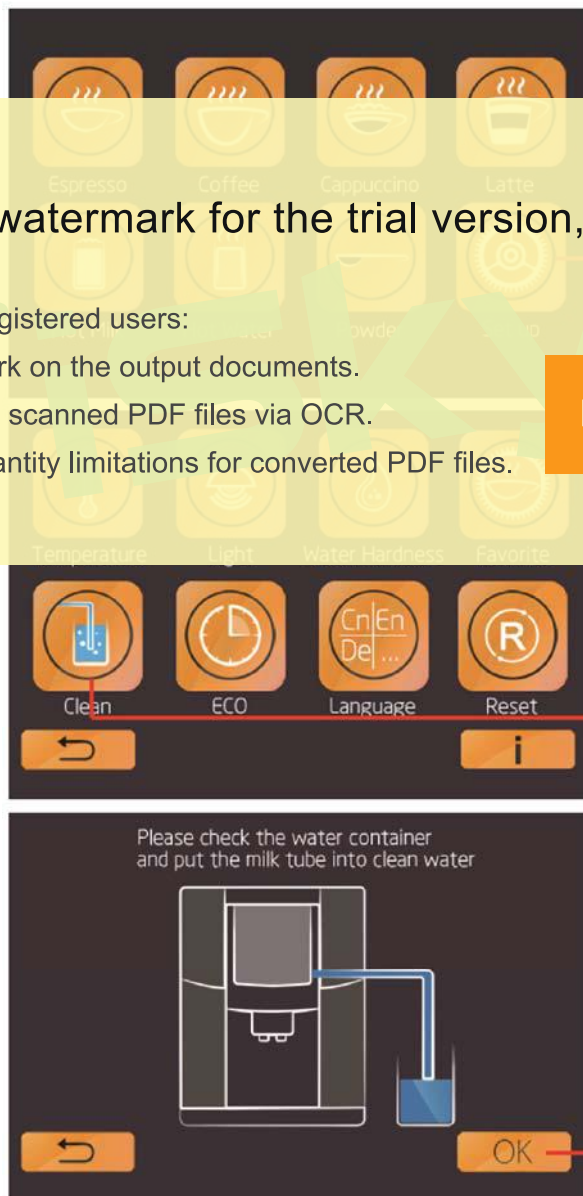 Espresso Coffee Cappuccino Latte
watermark for the trial version,
gistered users:
rk on the output documents.
scanned PDF files via OCR.
antity limitations for converted PDF files.
Temperature Light Water Hardness Favorite
Cn En
De ...
R
Clean ECO Language Reset
i
Please check the water container
and put the milk tube into clean water
OK